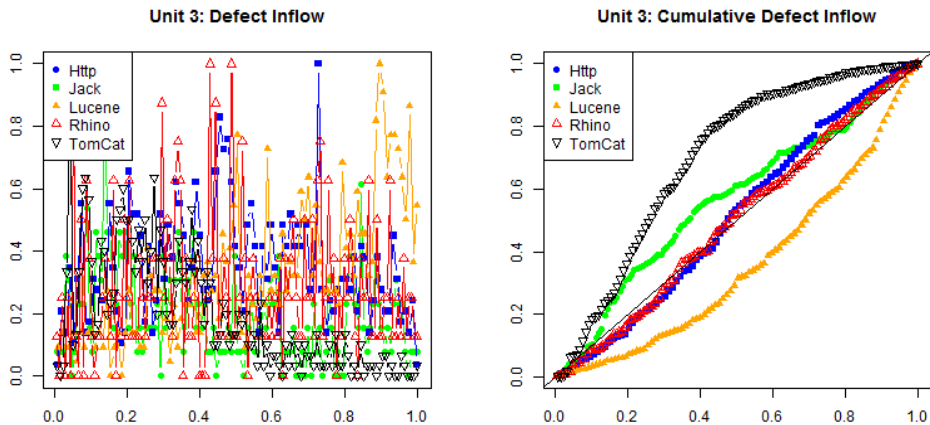 Unit 3: Defect Inflow
Http
Jack
Lucene
Rhino
TomCat
1.0
0.8
0.6
0.4
0.2
0.0
0.0 0.2 0.4 0.6 0.8 1.0
Unit 3: Cumulative Defect Inflow
Http
Jack
Lucene
Rhino
TomCat
1.0
0.8
0.6
0.4
0.2
0.0
0.0 0.2 0.4 0.6 0.8 1.0